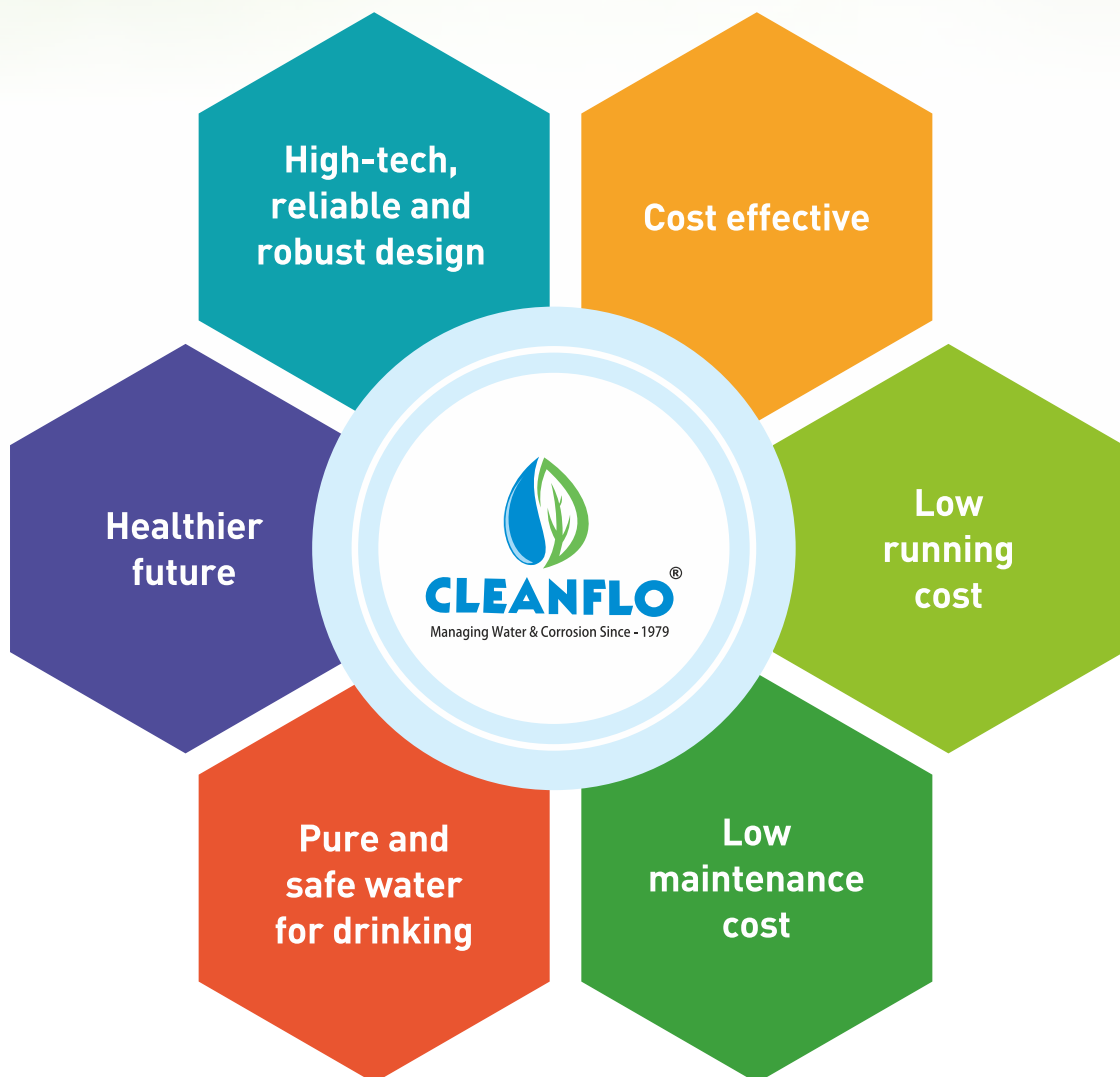 High-tech,
reliable and
robust design
Cost effective
Healthier
future
Low
running
cost
CLEANFLO®
Managing Water & Corrosion Since - 1979
Pure and
safe water
for drinking
Low
maintenance
cost